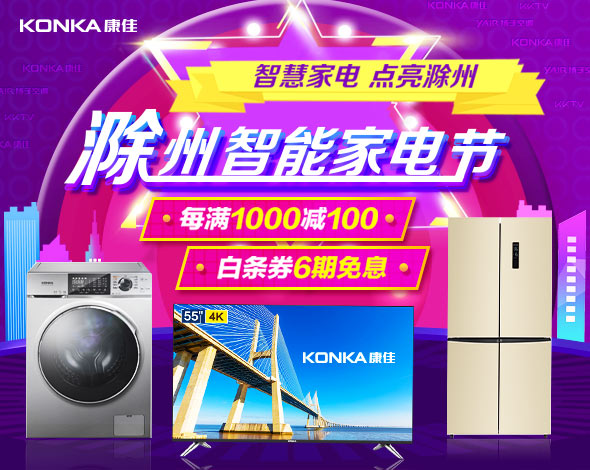 KONKA康佳
智慧家电 点亮滁州
滁州智能家电节
每满1000减100
白条券6期免息
55" 4K
KONKA康佳
KONKA